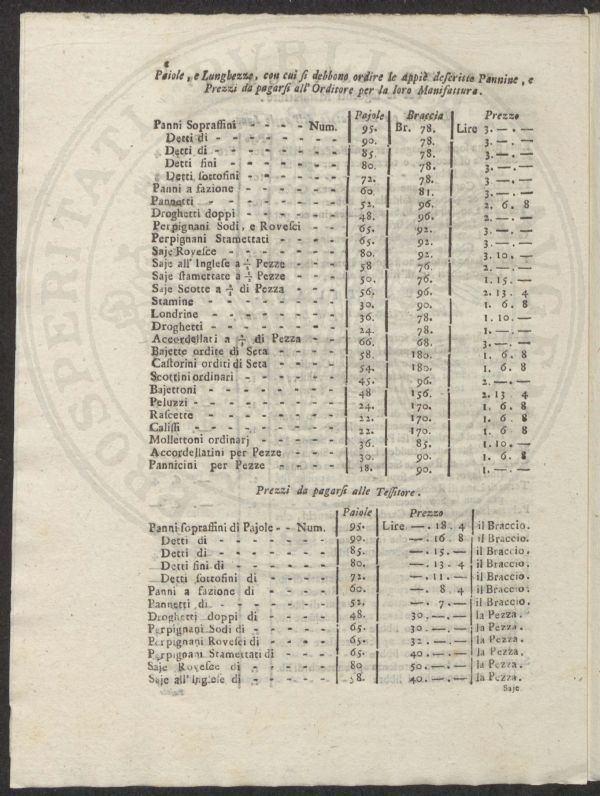 Paiole, e Lunghezze, con cui si debbono ordire le appiè descritte Pannine, e
Prezzi da pagarsi all' Orditore per la loro Manifattura.
Pajole Braccia Prezzo
Panni Sopraffini - - - - Num. 95. Br. 78. Lire 3. —. —
Detti di - - - - - - - 90. 78. 3. —. —
Detti di - - - - - - - 85. 78. 3. —. —
Detti fini - - - - - - 80. 78. 3. —. —
Detti sottofini - - - - - 72. 78. 3. —. —
Panni a fazione - - - - - 60. 81. 3. —. —
Pannetti - - - - - - - 52. 96. 2. 6. 8
Droghetti doppi - - - - - 48. 96. 2. —. —
Perpignani Sodi, e Rovesci - - 65. 92. 3. —. —
Perpignani Stamettati - - - - 65. 92. 3. —. —
Saje Rovesce - - - - - - 80. 92. 3. 10. —
Saje all' Inglese a Pezze - - - 58 76. 2. —. —
Saje stamettate a Pezze - - - 50. 76. 1. 15. —
Saje Scotte a di Pezza - - - 56. 96. 2. 13. 4
Stamine - - - - - - - 30. 90. 1. 6. 8
Londrine - - - - - - - 36. 78. 1. 10. —
Droghetti - - - - - - - 24. 78. 1. —. —
Accordellati a di Pezza - - 66. 68. 3. —. —
Bajette ordite di Seta - - - - 58. 180. 1. 6. 8
Castorini orditi di Seta - - - - 54. 180. 1. 6. 8
Scottini ordinari - - - - - 45. 96. 2. —. —
Bajettoni - - - - - - - 48 156. 2. 13 4
Peluzzi - - - - - - - 24. 170. 1. 6. 8
Rascette - - - - - - - 22. 170. 1. 6. 8
Calissi - - - - - - - 22. 170. 1. 6. 8
Mollettoni ordinarj - - - - - 36. 85. 1. 10. —
Accordellatini per Pezze - - - - 30. 90. 1. 6. 8
Pannicini per Pezze - - - - 18. 90. 1. —. —
Prezzi da pagarsi alle Tessitore.
Paiole Prezzo
Panni sopraffini di Pajole - - Num. 95. Lire —. 18. 4 il Braccio.
Detti di - - - - - - 90. —. 16. 8 il Braccio.
Detti di - - - - - - 85. —. 15. — il Braccio.
Detti fini di - - - - - 80. —. 13. 4 il Braccio.
Detti sottofini di - - - - 72. —. 11. — il Braccio.
Panni a fazione di - - - - 60. —. 8 4 il Braccio.
Pannetti di - - - - - - 52. —. 7. — il Braccio.
Droghetti doppi di - - - - 48. 30. —. — la Pezza.
Perpignani Sodi di - - - - 65. 30. —. — la Pezza.
Perpignani Rovesci di - - - - 65. 32. —. — la Pezza.
Perpignani Stamettati di - - - 65. 40. —. — la Pezza.
Saje Rovesce di - - - - - 80 50. —. — la Pezza.
Saje all' Inglese di - - - - 58. 40. —. — la Pezza.
Saje